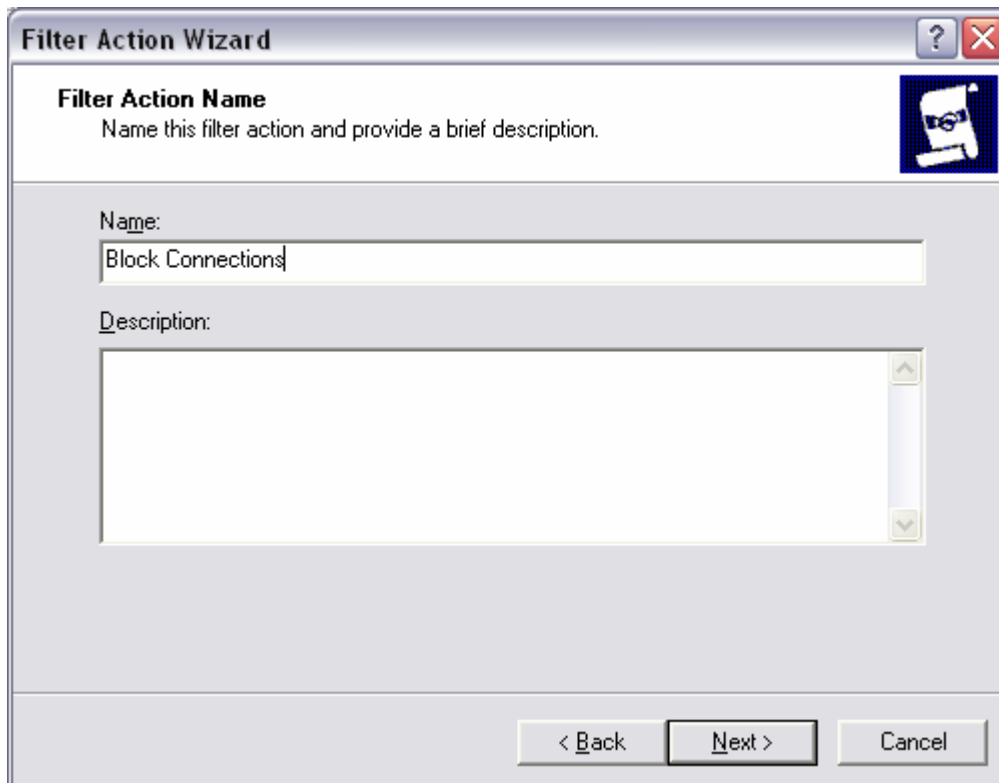 Filter Action Wizard
?
Filter Action Name
Name this filter action and provide a brief description.
Name:
Block Connections
Description:
< Back Next > Cancel